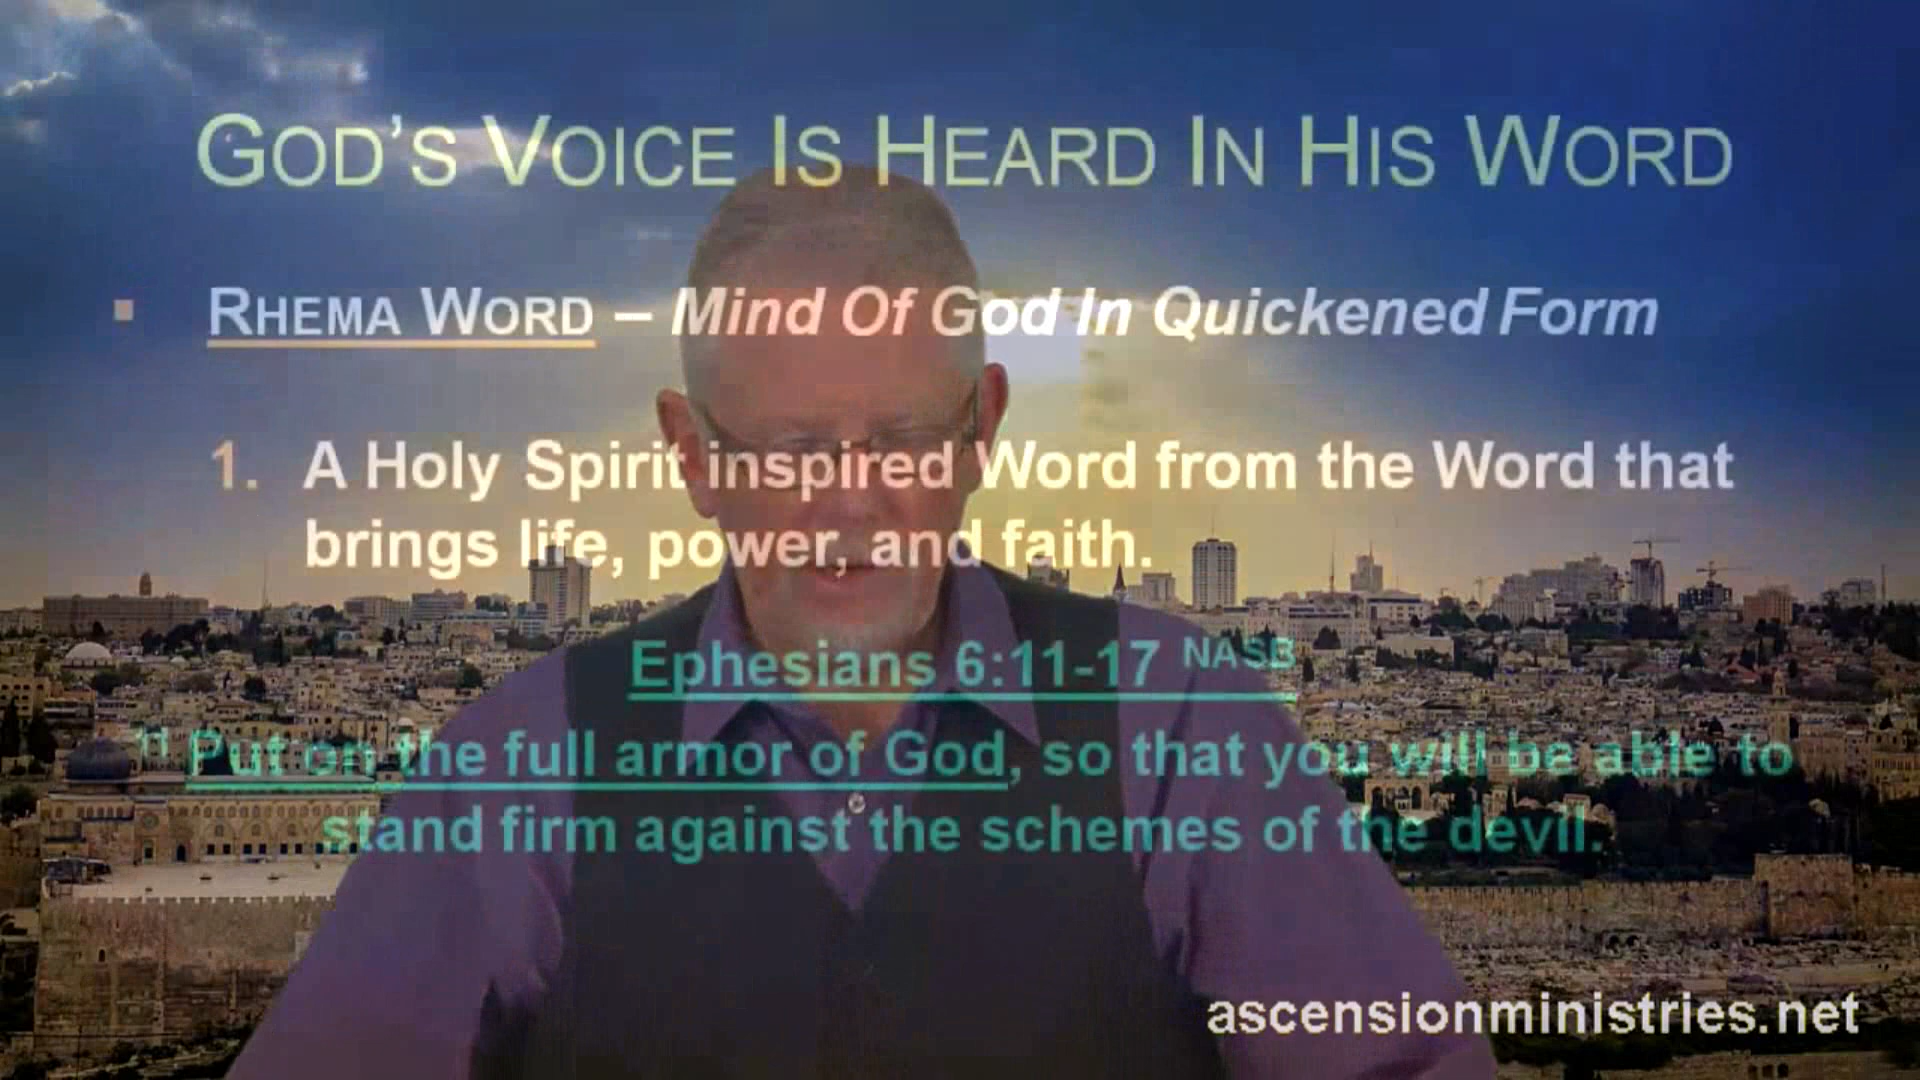 GOD’S VOICE IS HEARD IN HIS WORD
▪ RHEMA WORD – Mind Of God In Quickened Form
1. A Holy Spirit inspired Word from the Word that
brings life, power, and faith.
Ephesians 6:11-17 NASB
11 Put on the full armor of God, so that you will be able to
stand firm against the schemes of the devil.
ascensionministries.net